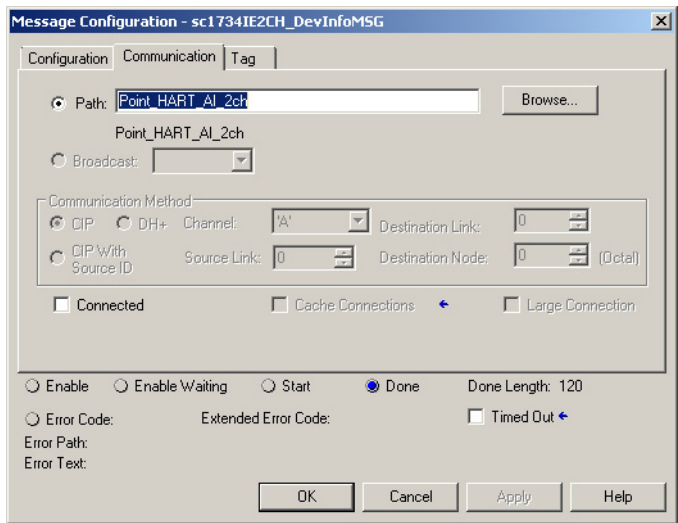 Message Configuration - sc1734IE2CH_DevInfoMSG
Configuration Communication Tag
Path: Point_HART_AI_2ch Browse...
Point_HART_AI_2ch
Broadcast:
Communication Method
CIP DH+ Channel: 'A' Destination Link: 0
CIP With Source ID Source Link: 0 Destination Node: 0 (Octal)
Connected Cache Connections Large Connection
Enable Enable Waiting Start Done Done Length: 120
Error Code: Extended Error Code: Timed Out
Error Path:
Error Text:
OK Cancel Apply Help